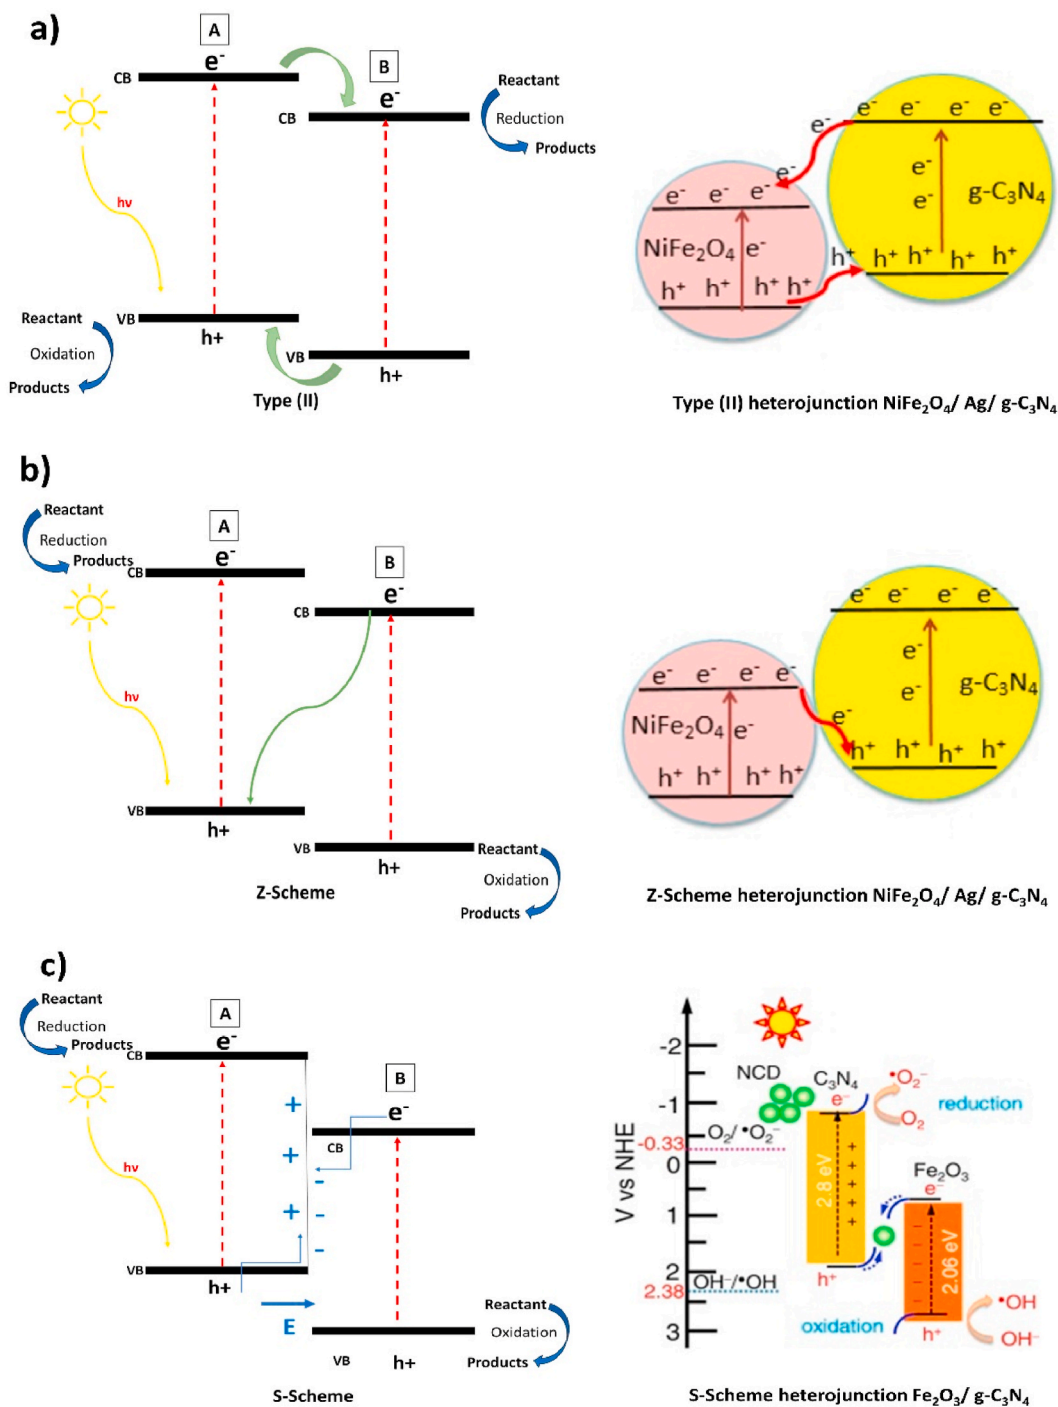 a)
A
e-
CB
B
e-
CB
Reactant
Reduction
Products
hν
Reactant
Oxidation
Products
VB
h+
VB
h+
Type (II)
e- e- e- e-
e-
e-
e- e- e-
e-
e-
g-C₃N₄
NiFe₂O₄
e-
h⁺
h⁺ h⁺ h⁺ h⁺
h⁺ h⁺ h⁺ h⁺
Type (II) heterojunction NiFe₂O₄/ Ag/ g-C₃N₄
b)
Reactant
Reduction
Products
A
e-
CB
B
e-
CB
hν
VB
h+
VB
h+
Reactant
Oxidation
Products
Z-Scheme
e- e- e- e-
e-
e-
g-C₃N₄
e- e- e- e-
NiFe₂O₄
e-
e-
h⁺ h⁺ h⁺ h⁺
h⁺ h⁺ h⁺ h⁺
Z-Scheme heterojunction NiFe₂O₄/ Ag/ g-C₃N₄
c)
Reactant
Reduction
Products
A
e-
CB
B
e-
CB
+
+
+
-
-
-
hν
VB
h+
E
VB
h+
Reactant
Oxidation
Products
S-Scheme
V vs NHE
-2
-1
-0.33
0
1
2
2.38
3
NCD
C₃N₄
e-
•O₂⁻
O₂
reduction
O₂/•O₂⁻
2.8 eV
+
+
+
+
+
h⁺
Fe₂O₃
e-
2.06 eV
h⁺
OH⁻/•OH
oxidation
•OH
OH⁻
S-Scheme heterojunction Fe₂O₃/ g-C₃N₄